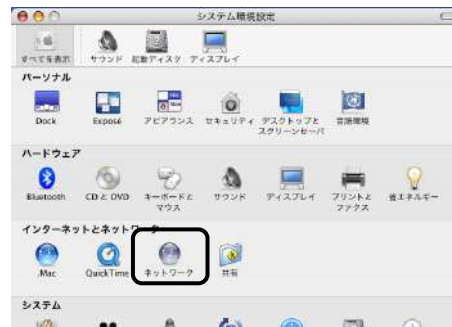 システム環境設定
すべてを表示 サウンド 起動ディスク ディスプレイ
パーソナル
Dock Exposé アピアランス セキュリティ デスクトップと 言語環境
スクリーンセーバ
ハードウェア
Bluetooth CD と DVD キーボードと サウンド ディスプレイ プリントと 省エネルギー
マウス ファクス
インターネットとネットワーク
.Mac QuickTime ネットワーク 共有
システム